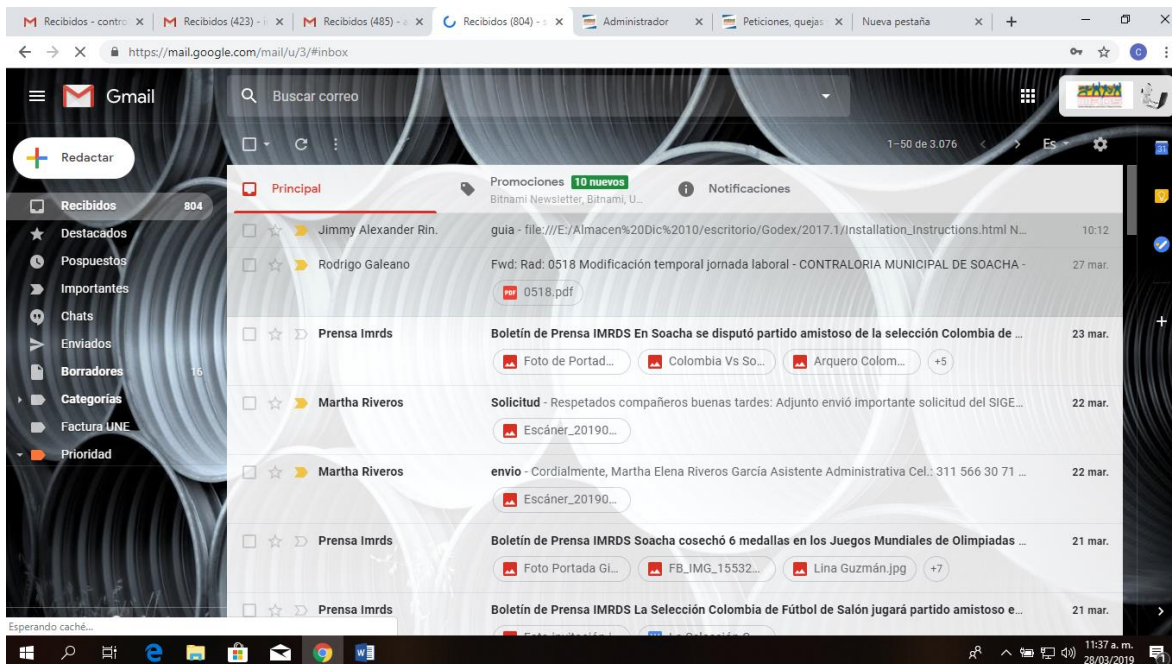 Recibidos - contro
Recibidos (423) - i
Recibidos (485) -
Recibidos (804) - s
Administrador
Peticiones, quejas
Nueva pestaña
https://mail.google.com/mail/u/3/#inbox
C
Gmail
Buscar correo
Redactar
1-50 de 3.076
Es
31
Principal
Promociones 10 nuevos
Bitnami Newsletter, Bitnami, U...
Notificaciones
Recibidos 804
Destacados
Pospuestos
Importantes
Chats
Enviados
Borradores 16
Categorías
Factura UNE
Prioridad
Jimmy Alexander Rin. guia - file:///E:/Almacen%20Dic%2010/escritorio/Godex/2017.1/Installation_Instructions.html N... 10:12
Rodrigo Galeano Fwd: Rad: 0518 Modificación temporal jornada laboral - CONTRALORIA MUNICIPAL DE SOACHA - 27 mar.
PDF 0518.pdf
Prensa Imrds Boletín de Prensa IMRDS En Soacha se disputó partido amistoso de la selección Colombia de ... 23 mar.
Foto de Portad... Colombia Vs So... Arquero Colom... +5
Martha Riveros Solicitud - Respetados compañeros buenas tardes: Adjunto envió importante solicitud del SIGE... 22 mar.
Escáner_20190...
Martha Riveros envio - Cordialmente, Martha Elena Riveros García Asistente Administrativa Cel.: 311 566 30 71 ... 22 mar.
Escáner_20190...
Prensa Imrds Boletín de Prensa IMRDS Soacha cosechó 6 medallas en los Juegos Mundiales de Olimpiadas ... 21 mar.
Foto Portada Gi... FB_IMG_15532... Lina Guzmán.jpg +7
Prensa Imrds Boletín de Prensa IMRDS La Selección Colombia de Fútbol de Salón jugará partido amistoso e... 21 mar.
Esperando caché...
11:37 a. m.
28/03/2019